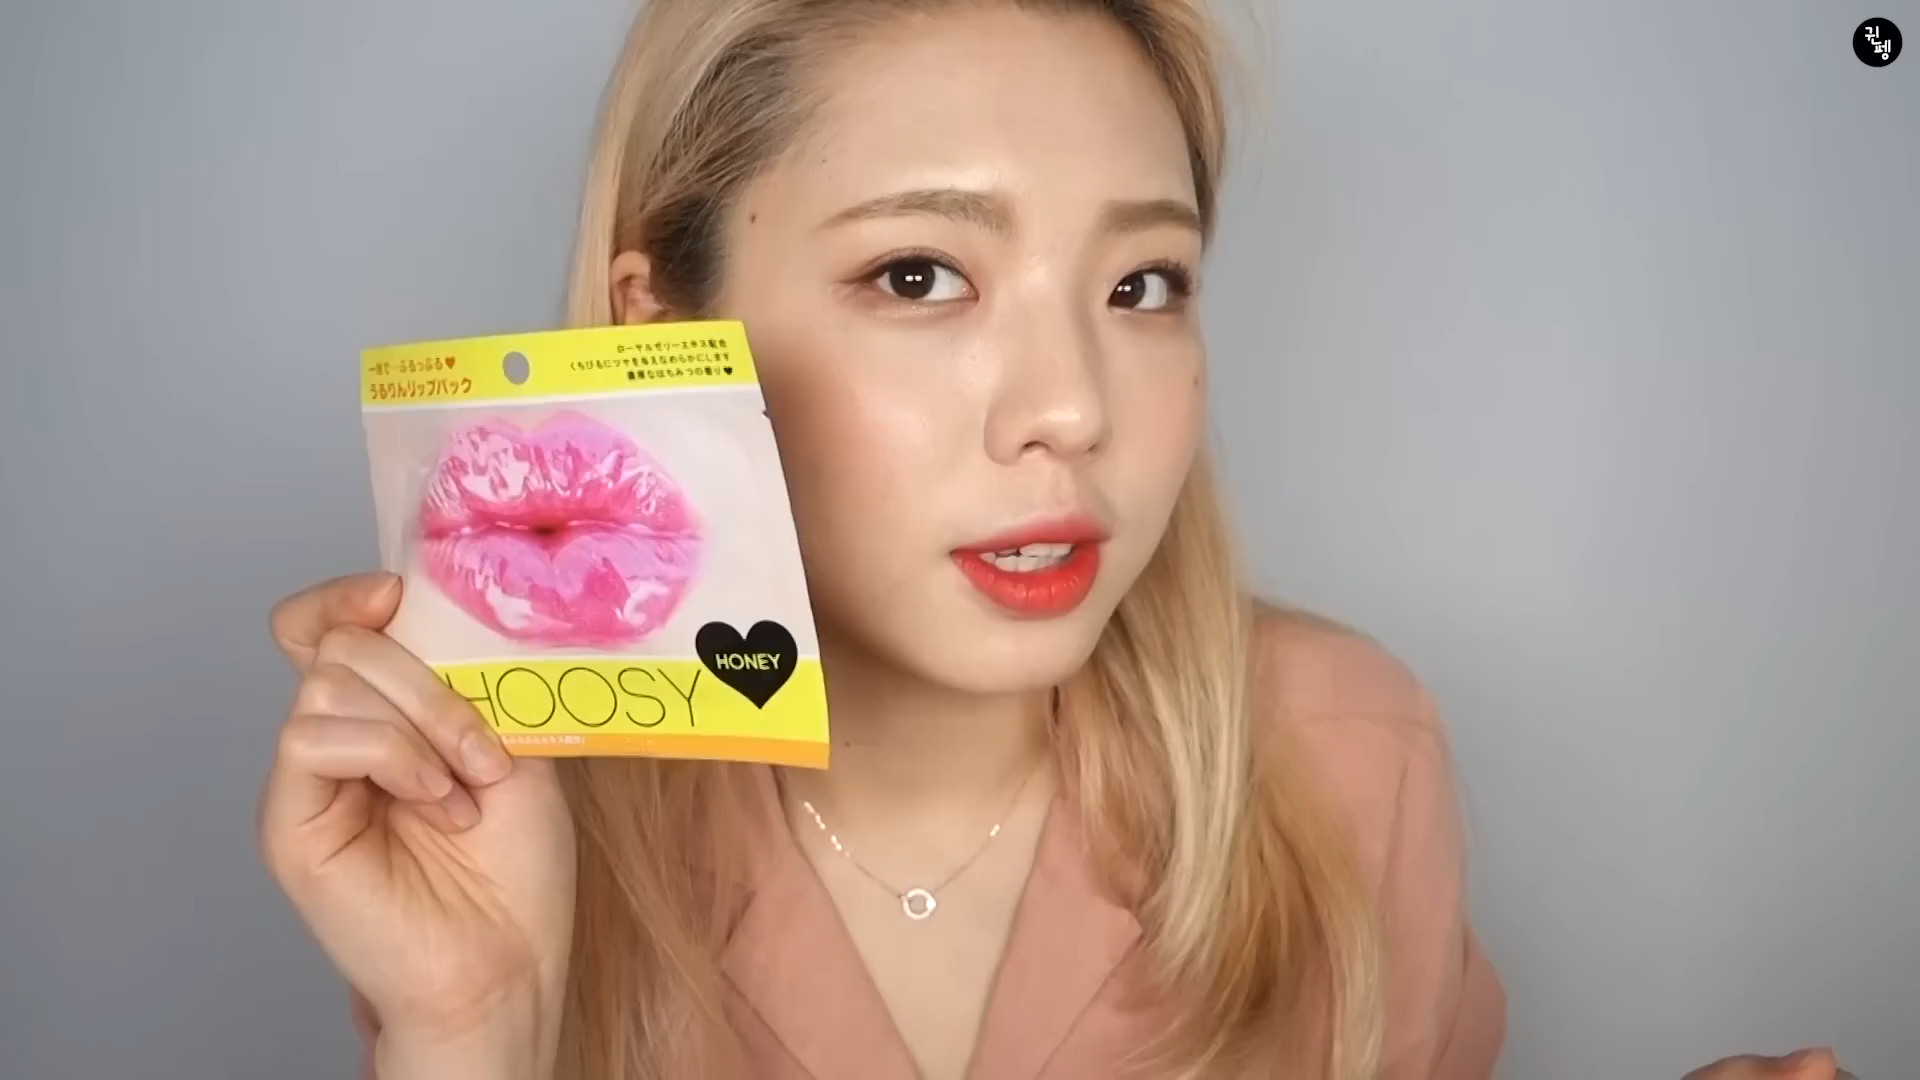 一枚で…ぷるっぷる♥
うるりんリップパック
ローヤルゼリーエキス配合
くちびるにツヤを与えなめらかにします
濃厚なはちみつの香り♥
HONEY
HOOSY
퀸
펭